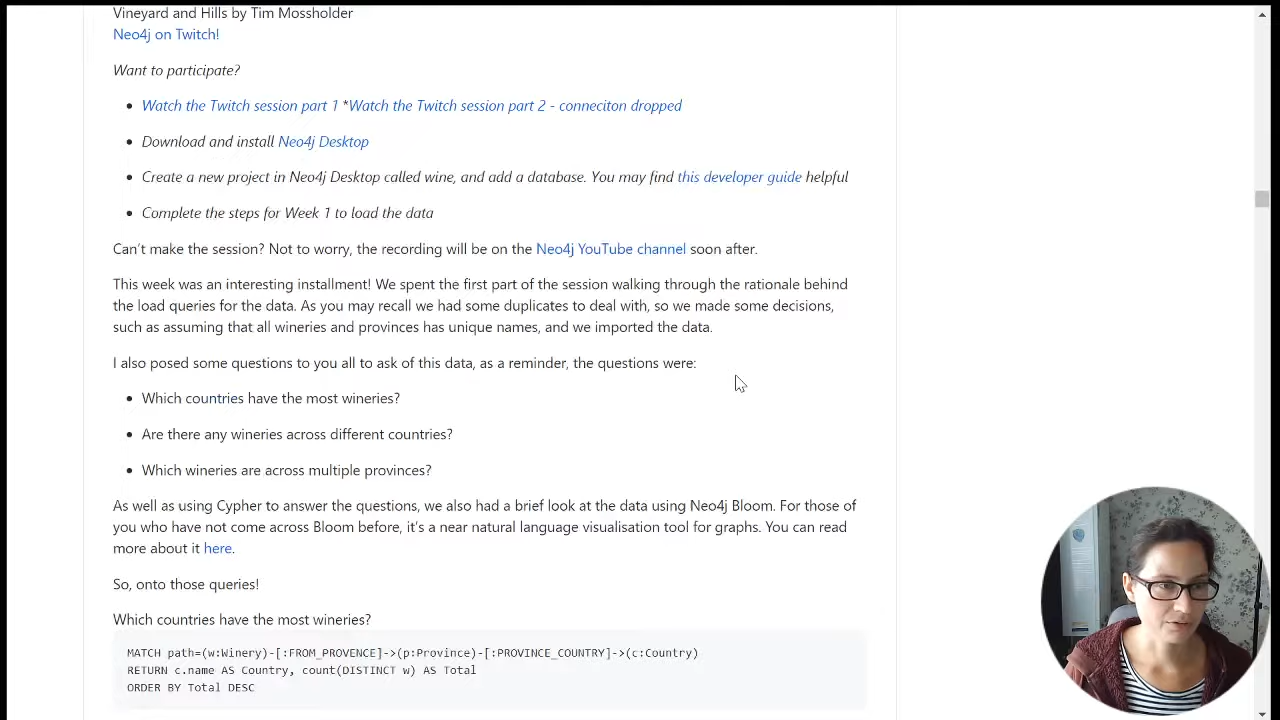 Vineyard and Hills by Tim Mossholder
Neo4j on Twitch!
Want to participate?
Watch the Twitch session part 1 *Watch the Twitch session part 2 - conneciton dropped
Download and install Neo4j Desktop
Create a new project in Neo4j Desktop called wine, and add a database. You may find this developer guide helpful
Complete the steps for Week 1 to load the data
Can't make the session? Not to worry, the recording will be on the Neo4j YouTube channel soon after.
This week was an interesting installment! We spent the first part of the session walking through the rationale behind
the load queries for the data. As you may recall we had some duplicates to deal with, so we made some decisions,
such as assuming that all wineries and provinces has unique names, and we imported the data.
I also posed some questions to you all to ask of this data, as a reminder, the questions were:
Which countries have the most wineries?
Are there any wineries across different countries?
Which wineries are across multiple provinces?
As well as using Cypher to answer the questions, we also had a brief look at the data using Neo4j Bloom. For those of
you who have not come across Bloom before, it's a near natural language visualisation tool for graphs. You can read
more about it here.
So, onto those queries!
Which countries have the most wineries?
MATCH path=(w:Winery)-[:FROM_PROVENCE]->(p:Province)-[:PROVINCE_COUNTRY]->(c:Country)
RETURN c.name AS Country, count(DISTINCT w) AS Total
ORDER BY Total DESC